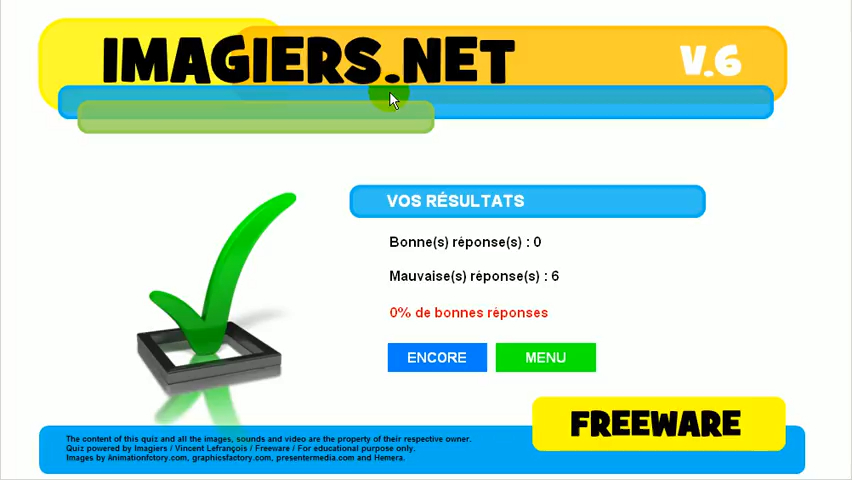 IMAGIERS.NET
V.6
VOS RÉSULTATS
Bonne(s) réponse(s) : 0
Mauvaise(s) réponse(s) : 6
0% de bonnes réponses
ENCORE
MENU
FREEWARE
The content of this quiz and all the images, sounds and video are the property of their respective owner.
Quiz powered by Imagiers / Vincent Lefrançois / Freeware / For educational purpose only.
Images by Animationfctory.com, graphicsfactory.com, presentermedia.com and Hemera.